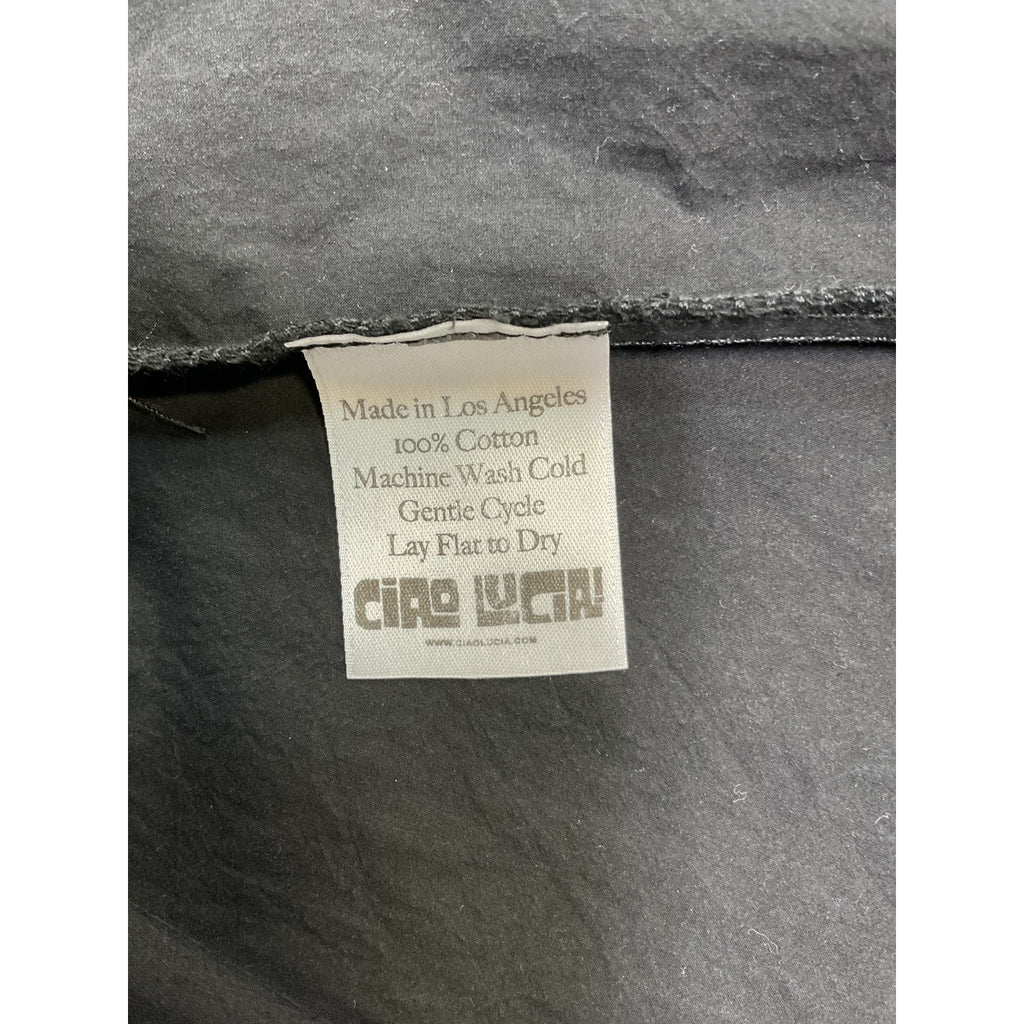 Made in Los Angeles
100% Cotton
Machine Wash Cold
Gentle Cycle
Lay Flat to Dry
CIAO LUCIA!
WWW.CIAOLUCIA.COM